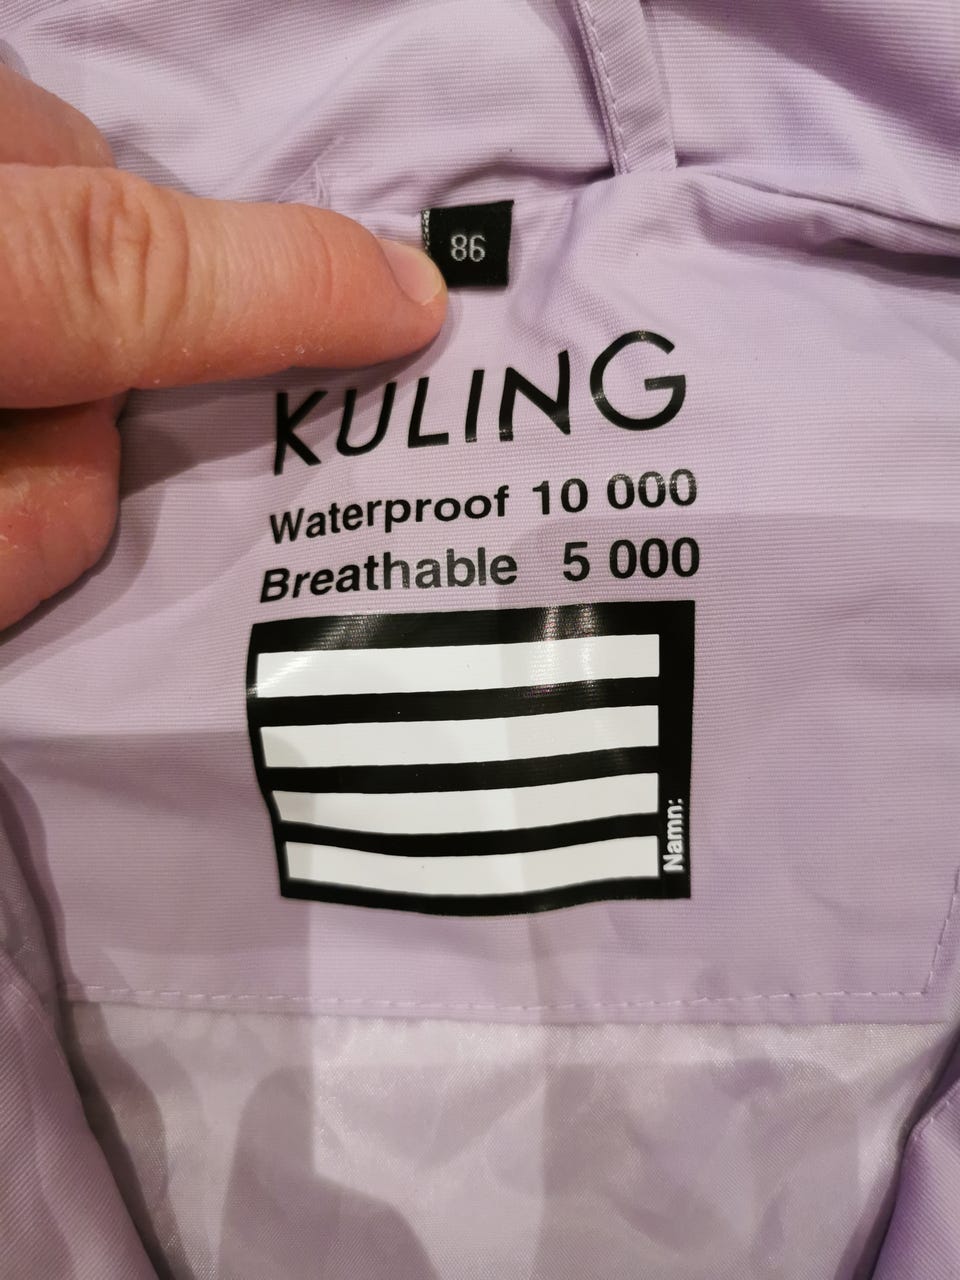 86
KULING
Waterproof 10 000
Breathable 5 000
Namn: